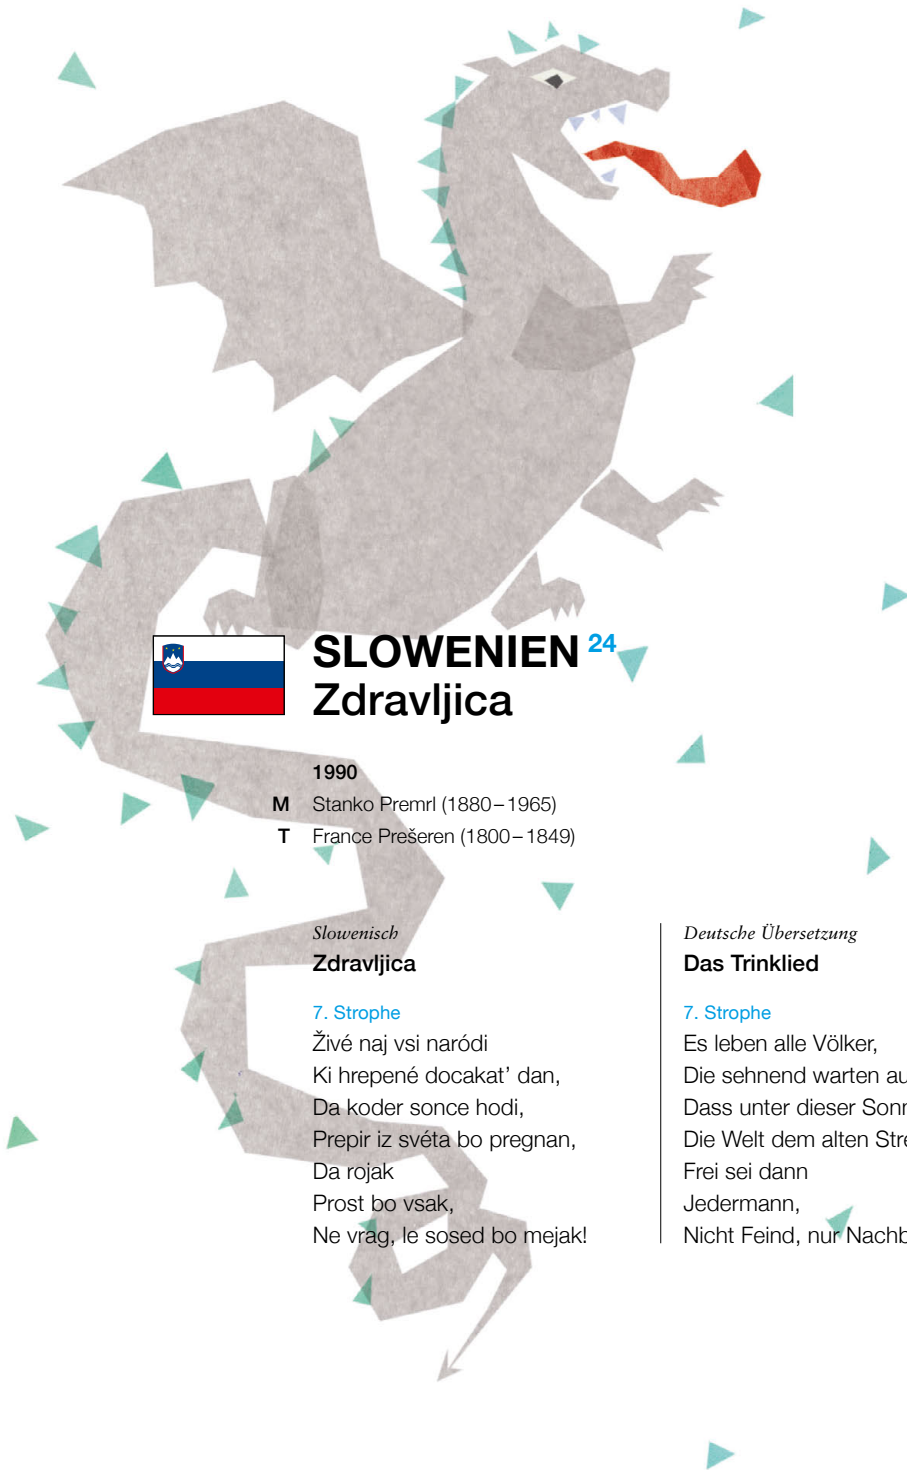 SLOWENIEN 24
Zdravljica
1990
M Stanko Premrl (1880–1965)
T France Prešeren (1800–1849)
Slowenisch
Zdravljica
7. Strophe
Živé naj vsi naródi
Ki hrepené docakat’ dan,
Da koder sonce hodi,
Prepir iz svéta bo pregnan,
Da rojak
Prost bo vsak,
Ne vrag, le sosed bo mejak!
Deutsche Übersetzung
Das Trinklied
7. Strophe
Es leben alle Völker,
Die sehnend warten
Dass unter dieser
Die Welt dem alten
Frei sei dann
Jedermann,
Nicht Feind, nur